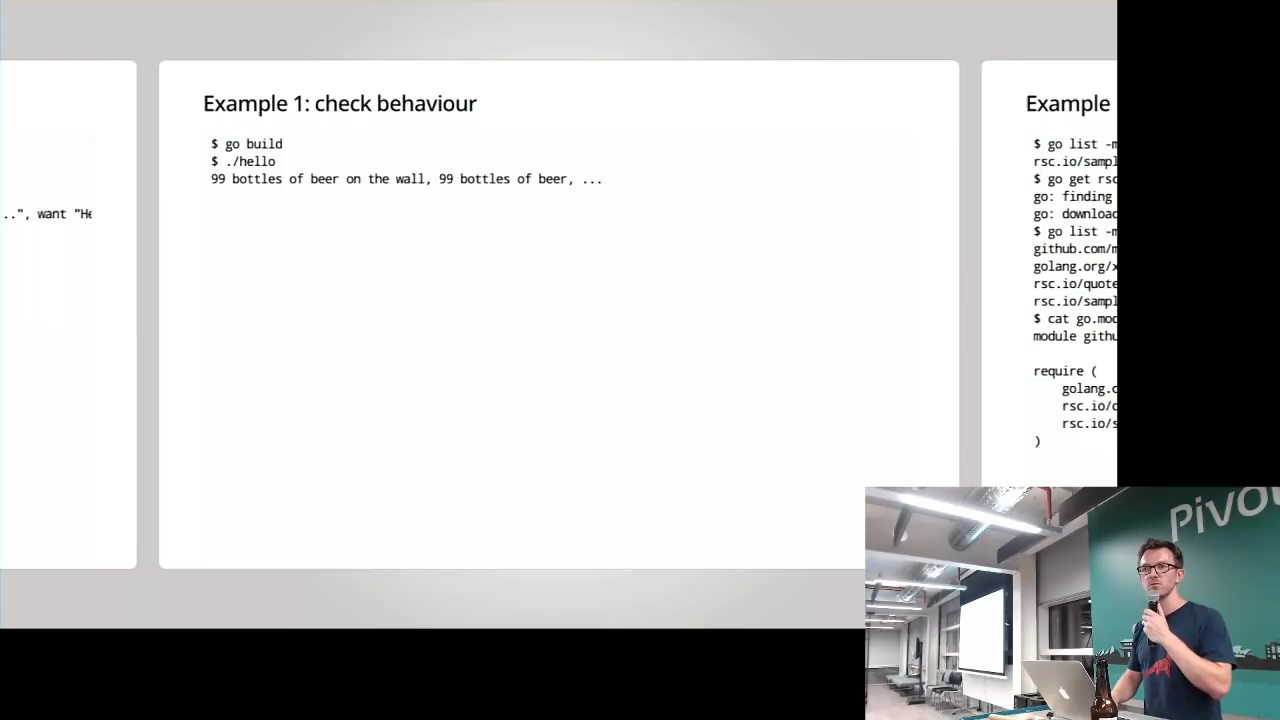 ..", want "He
Example 1: check behaviour
$ go build
$ ./hello
99 bottles of beer on the wall, 99 bottles of beer, ...
Example
$ go list -m
rsc.io/sampl
$ go get rsc
go: finding
go: download
$ go list -m
github.com/m
golang.org/x
rsc.io/quote
rsc.io/sampl
$ cat go.mod
module githu
require (
golang.o
rsc.io/q
rsc.io/s
)
Pivo